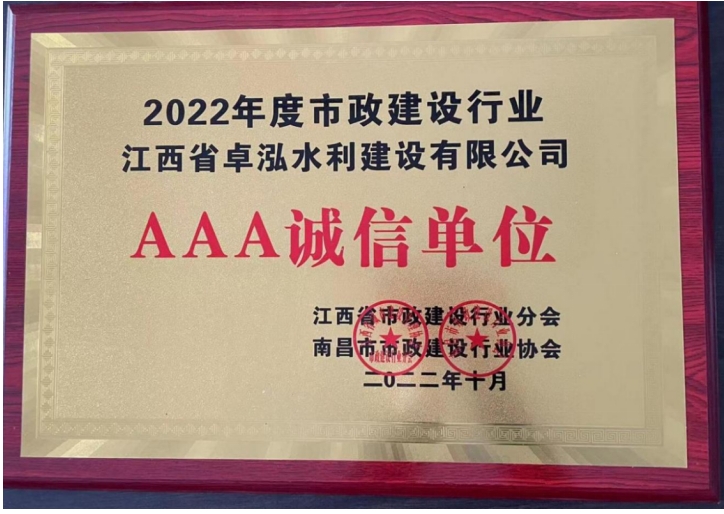 2022年度市政建设行业
江西省卓泓水利建设有限公司
AAA诚信单位
江西省市政建设行业分会
南昌市市政建设行业协会
二0二二年十月